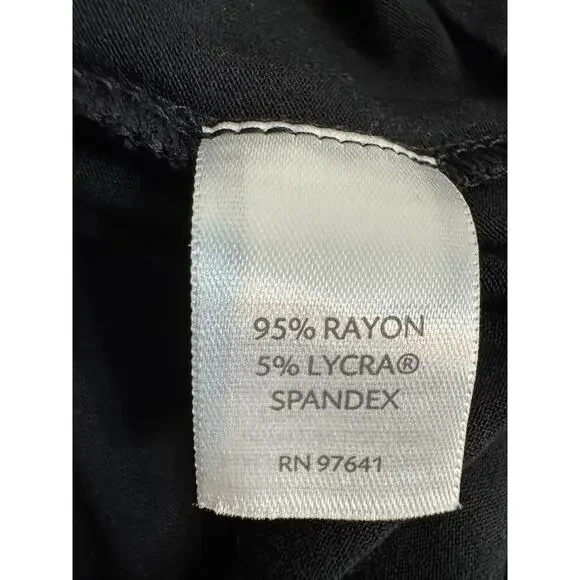 95% RAYON
5% LYCRA®
SPANDEX
RN 97641